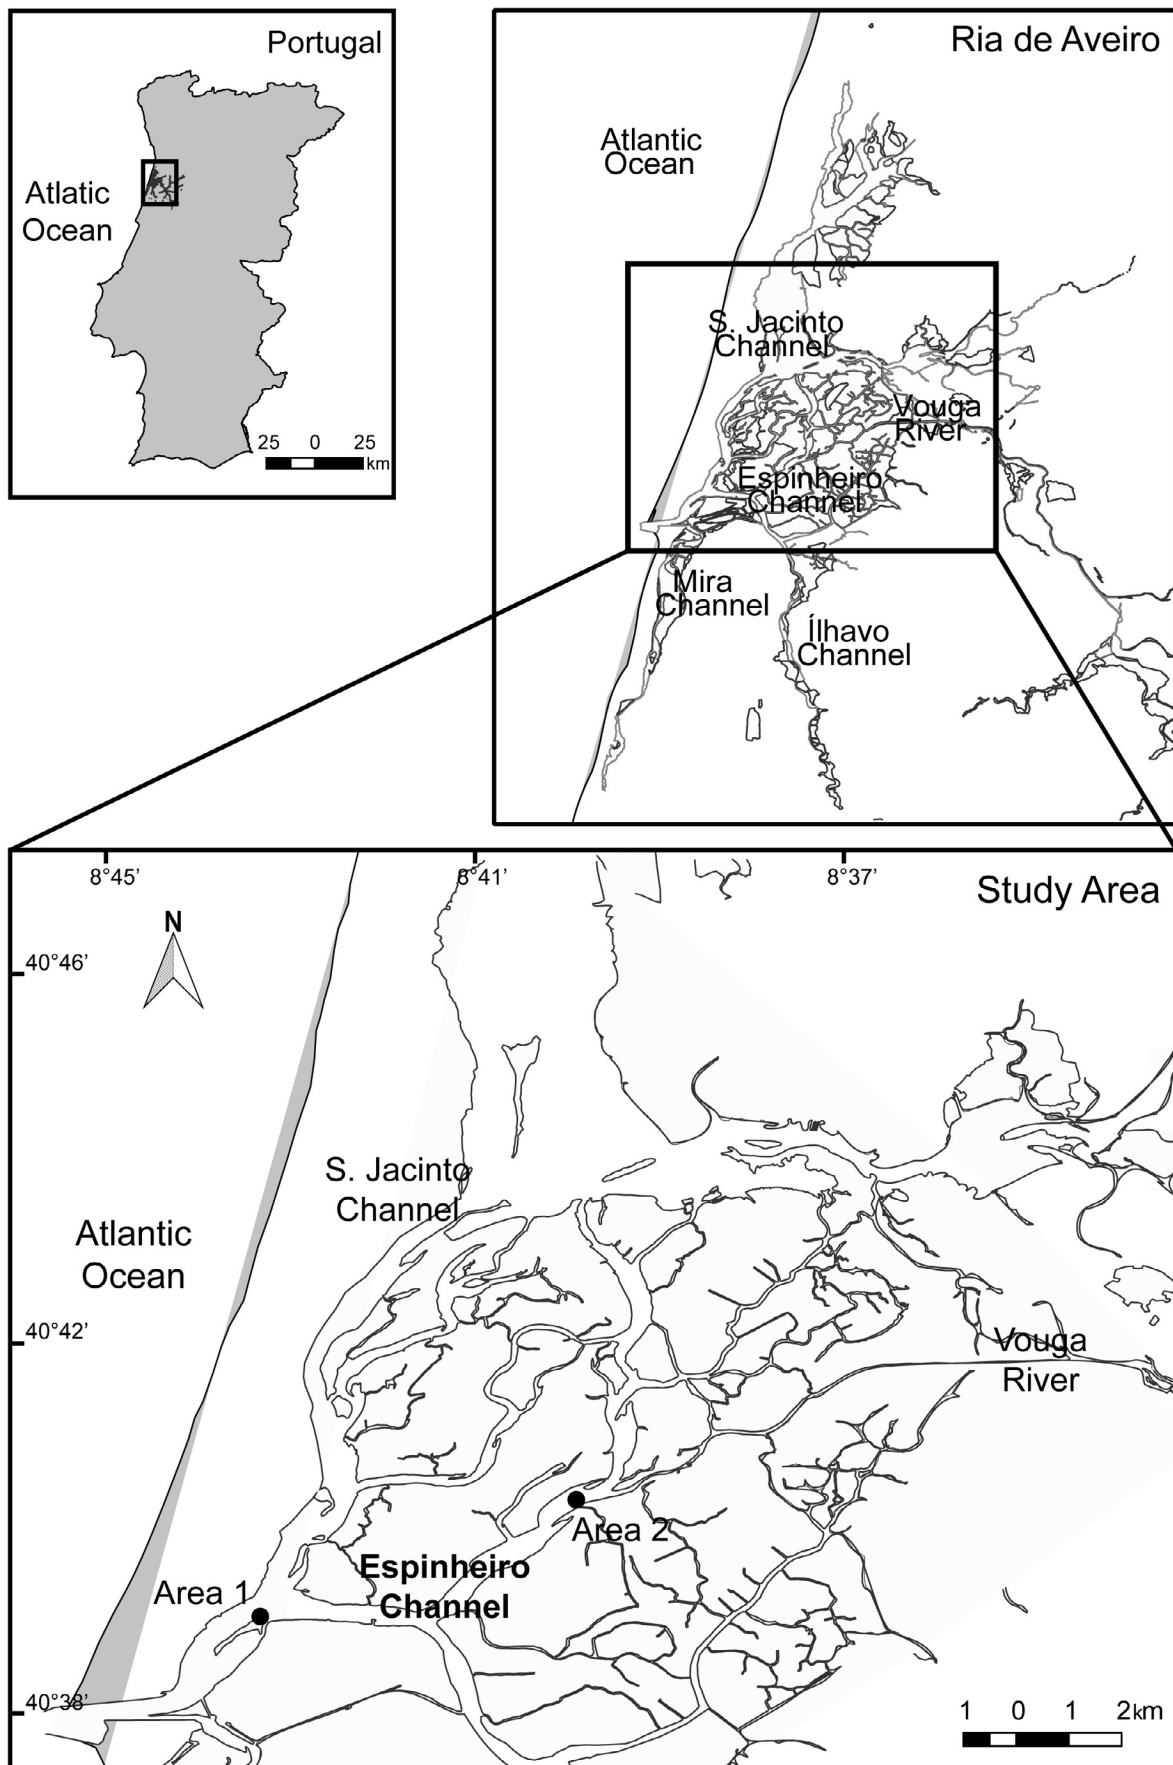 Portugal
Atlatic
Ocean
25 0 25
km
Ria de Aveiro
Atlantic
Ocean
S. Jacinto
Channel
Vouga
River
Espinheiro
Channel
Mira
Channel
Ílhavo
Channel
8°45’
8°41’
8°37’
Study Area
N
40°46’
S. Jacinto
Channel
Atlantic
Ocean
40°42’
Vouga
River
Area 2
Espinheiro
Channel
Area 1
40°38’
1 0 1 2km